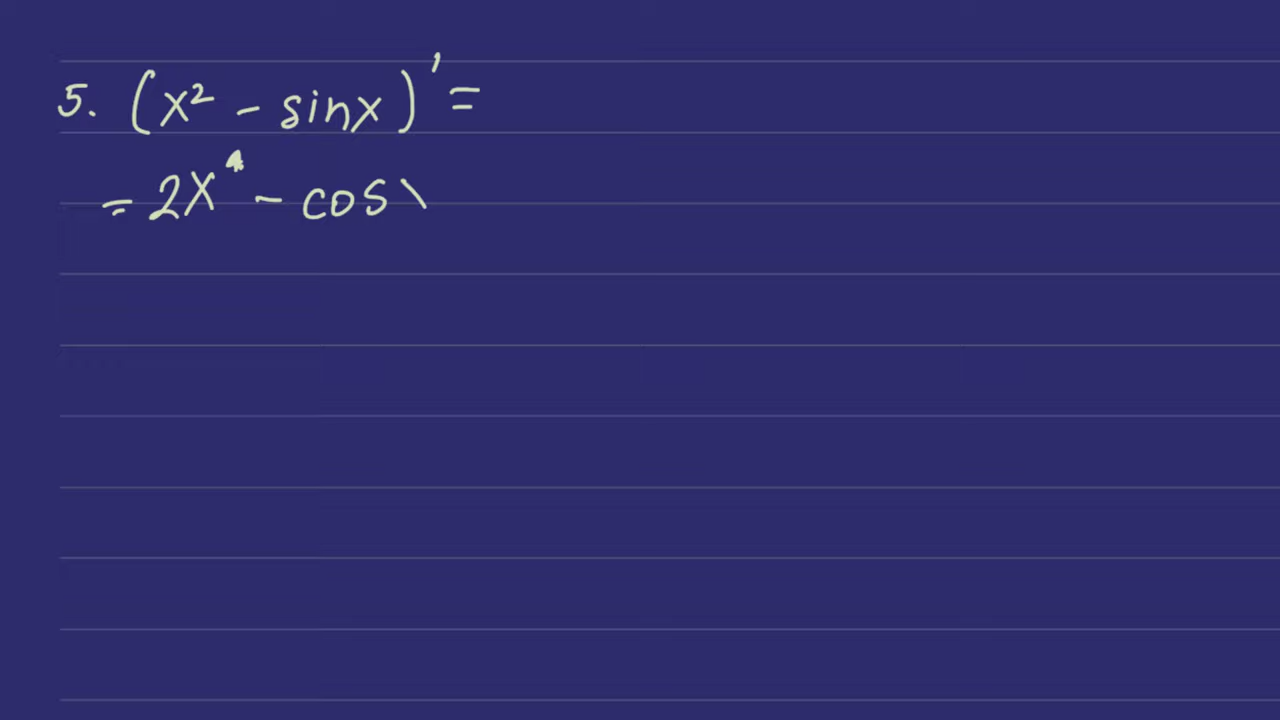 5. (x² - sinx)' =
= 2x - cos